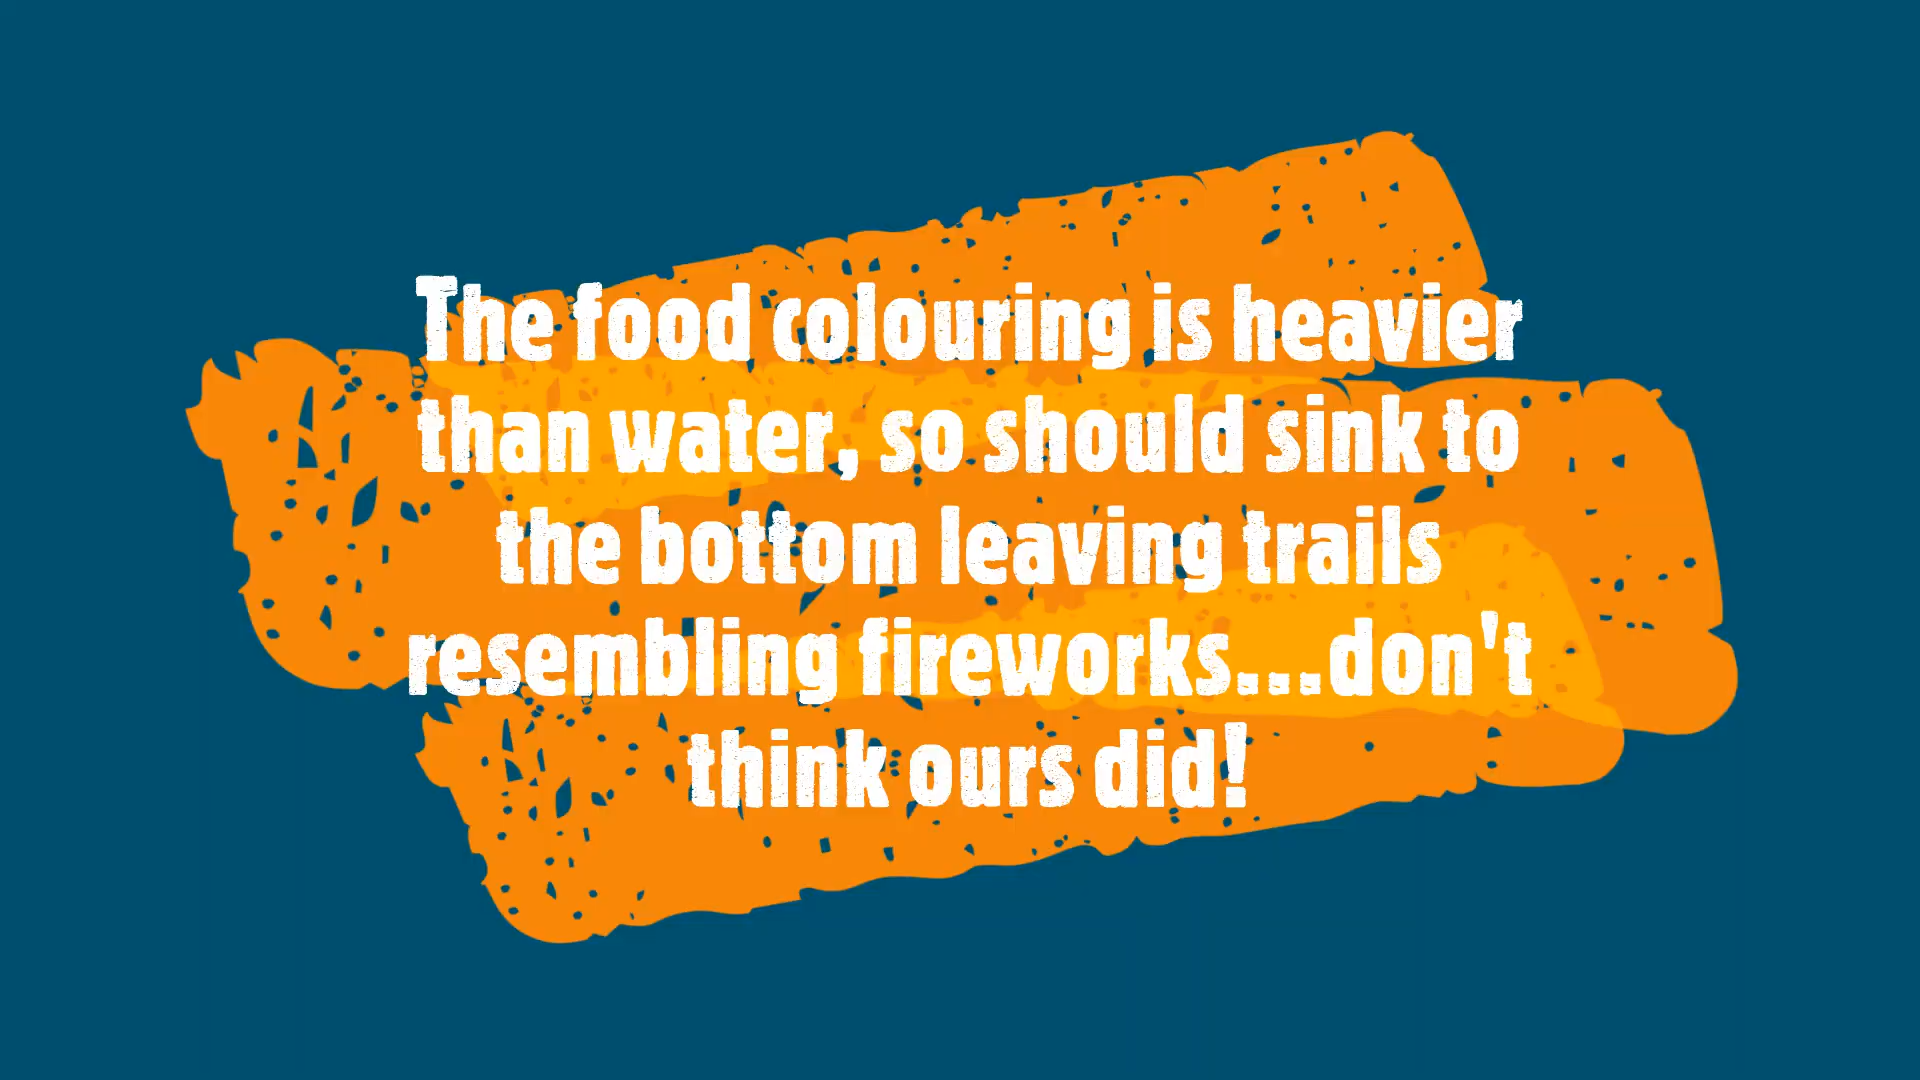 The food colouring is heavier
than water, so should sink to
the bottom leaving trails
resembling fireworks...don't
think ours did!